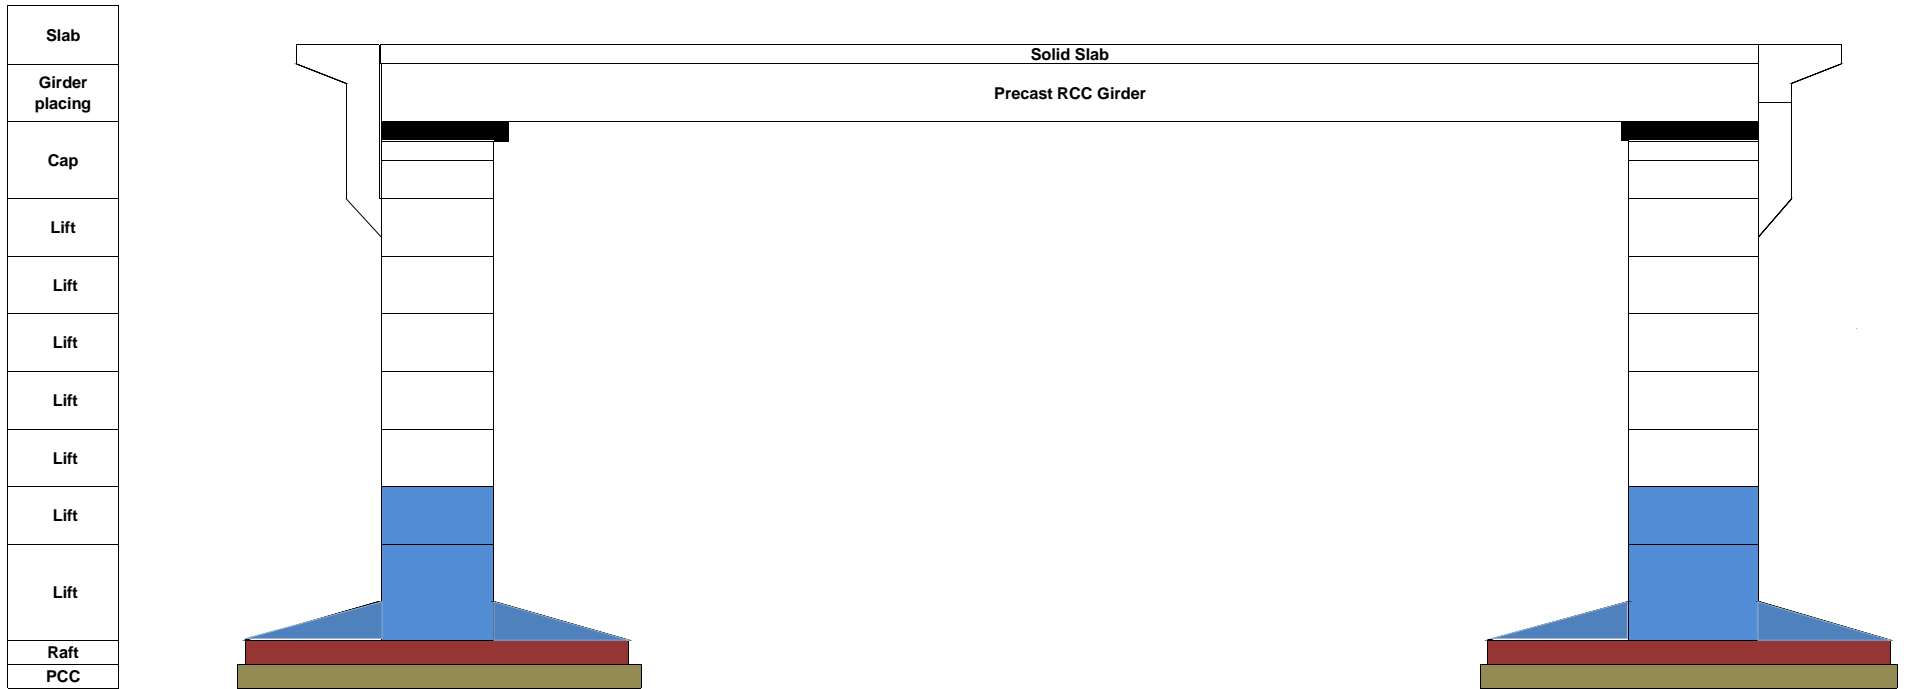 Slab
Solid Slab
Girder
placing
Precast RCC Girder
Cap
Lift
Lift
Lift
Lift
Lift
Lift
Lift
Raft
PCC